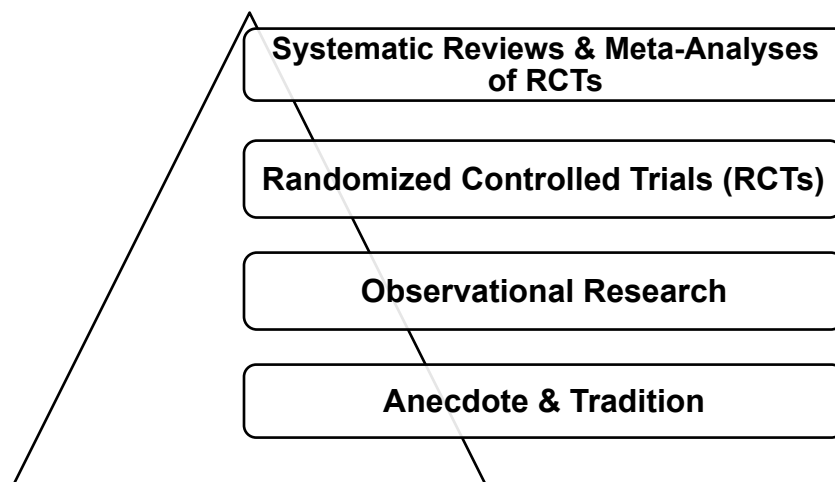 Systematic Reviews & Meta-Analyses
of RCTs
Randomized Controlled Trials (RCTs)
Observational Research
Anecdote & Tradition